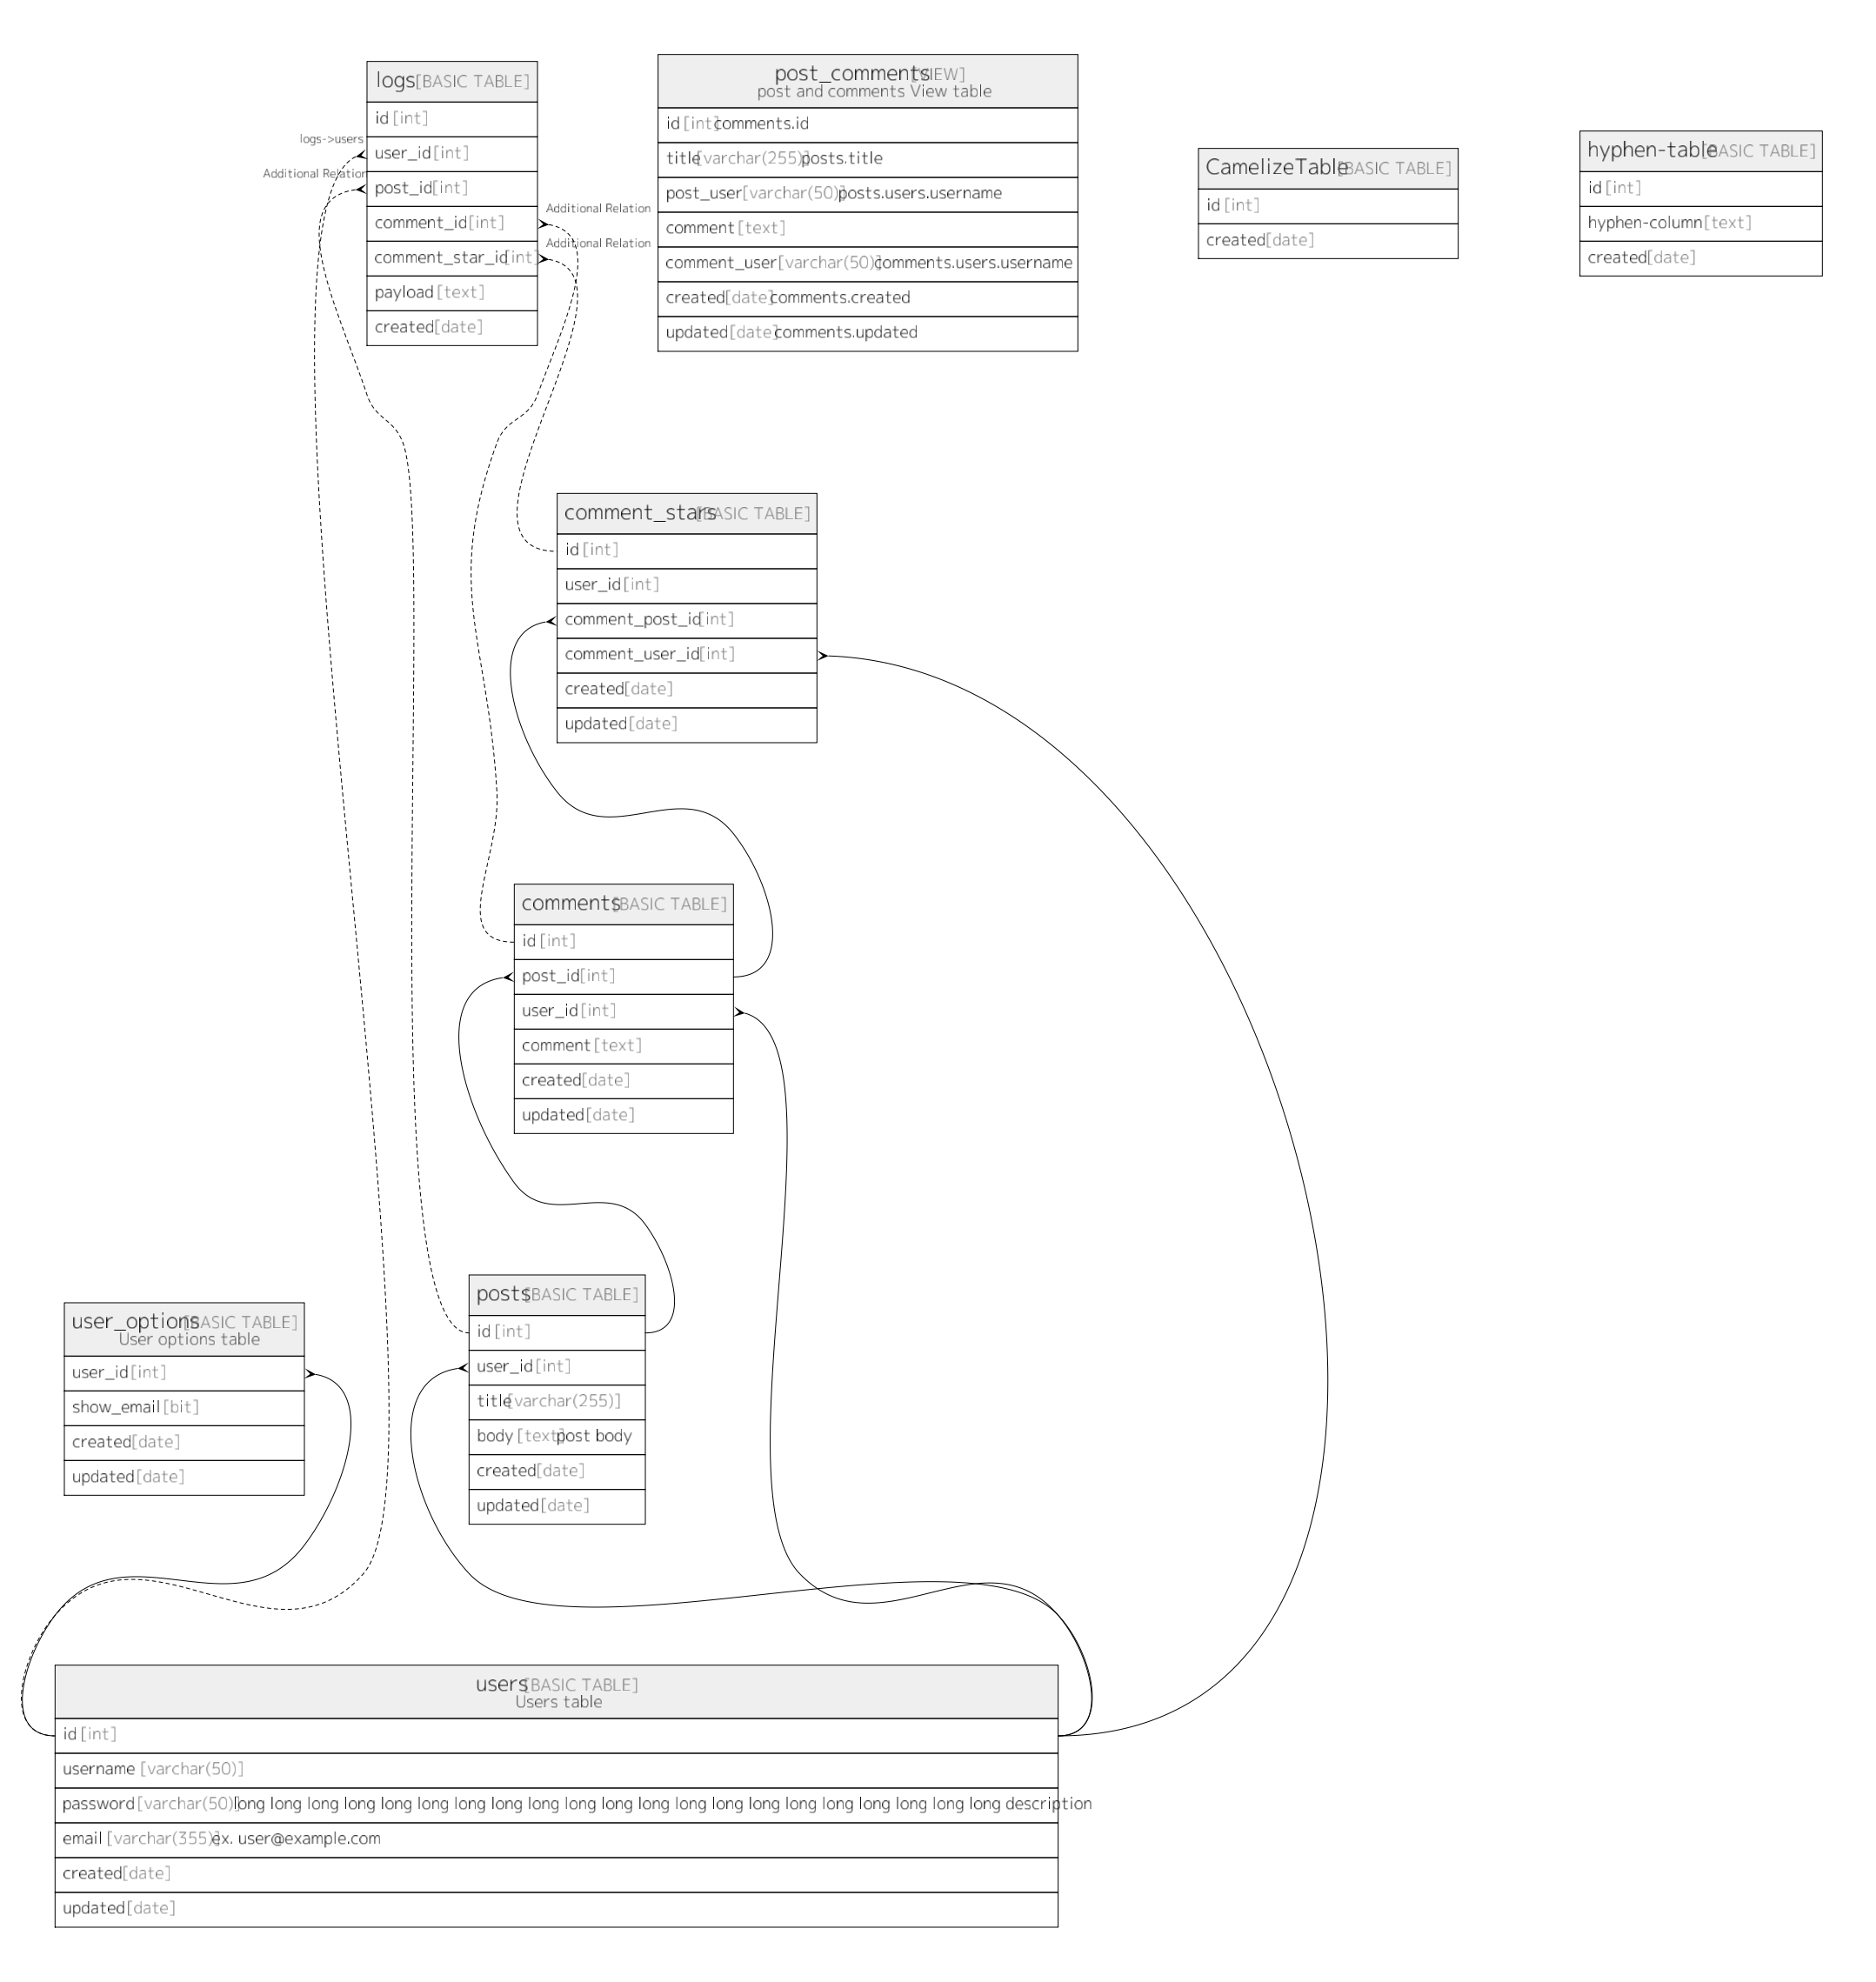 logs [BASIC TABLE]
id [int]
logs->users
user_id [int]
Additional Relation
post_id [int]
Additional Relation
comment_id [int]
Additional Relation
comment_star_id [int]
payload [text]
created [date]
post_comments [VIEW]
post and comments View table
id [int] comments.id
title [varchar(255)] posts.title
post_user [varchar(50)] posts.users.username
comment [text]
comment_user [varchar(50)] comments.users.username
created [date] comments.created
updated [date] comments.updated
CamelizeTable [BASIC TABLE]
id [int]
created [date]
hyphen-table [BASIC TABLE]
id [int]
hyphen-column [text]
created [date]
comment_stars [BASIC TABLE]
id [int]
user_id [int]
comment_post_id [int]
comment_user_id [int]
created [date]
updated [date]
comments [BASIC TABLE]
id [int]
post_id [int]
user_id [int]
comment [text]
created [date]
updated [date]
posts [BASIC TABLE]
id [int]
user_id [int]
title [varchar(255)]
body [text] post body
created [date]
updated [date]
user_options [BASIC TABLE]
User options table
user_id [int]
show_email [bit]
created [date]
updated [date]
users [BASIC TABLE]
Users table
id [int]
username [varchar(50)]
password [varchar(50)] long long long long long long long long long long long long long long long long long long long long long description
email [varchar(355)] ex. user@example.com
created [date]
updated [date]